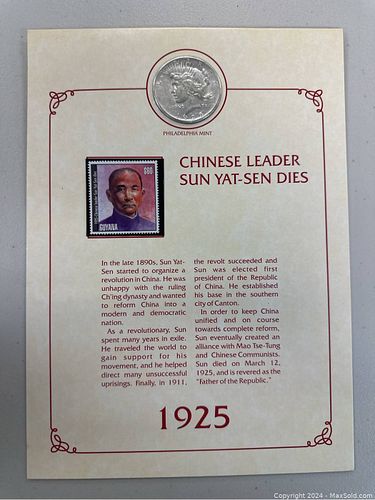 PHILADELPHIA MINT
CHINESE LEADER
SUN YAT-SEN DIES
$80
GUYANA
In the late 1890s, Sun Yat-
Sen started to organize a
revolution in China. He was
unhappy with the ruling
Ch'ing dynasty and wanted
to reform China into a
modern and democratic
nation.
As a revolutionary, Sun
spent many years in exile.
He traveled the world to
gain support for his
movement, and he helped
direct many unsuccessful
uprisings. Finally, in 1911,
the revolt succeeded and
Sun was elected first
president of the Republic
of China. He established
his base in the southern
city of Canton.
In order to keep China
unified and on course
towards complete reform,
Sun eventually created an
alliance with Mao Tse-Tung
and Chinese Communists.
Sun died on March 12,
1925, and is revered as the
"Father of the Republic."
1925
Copyright © 2024 - MaxSold.com